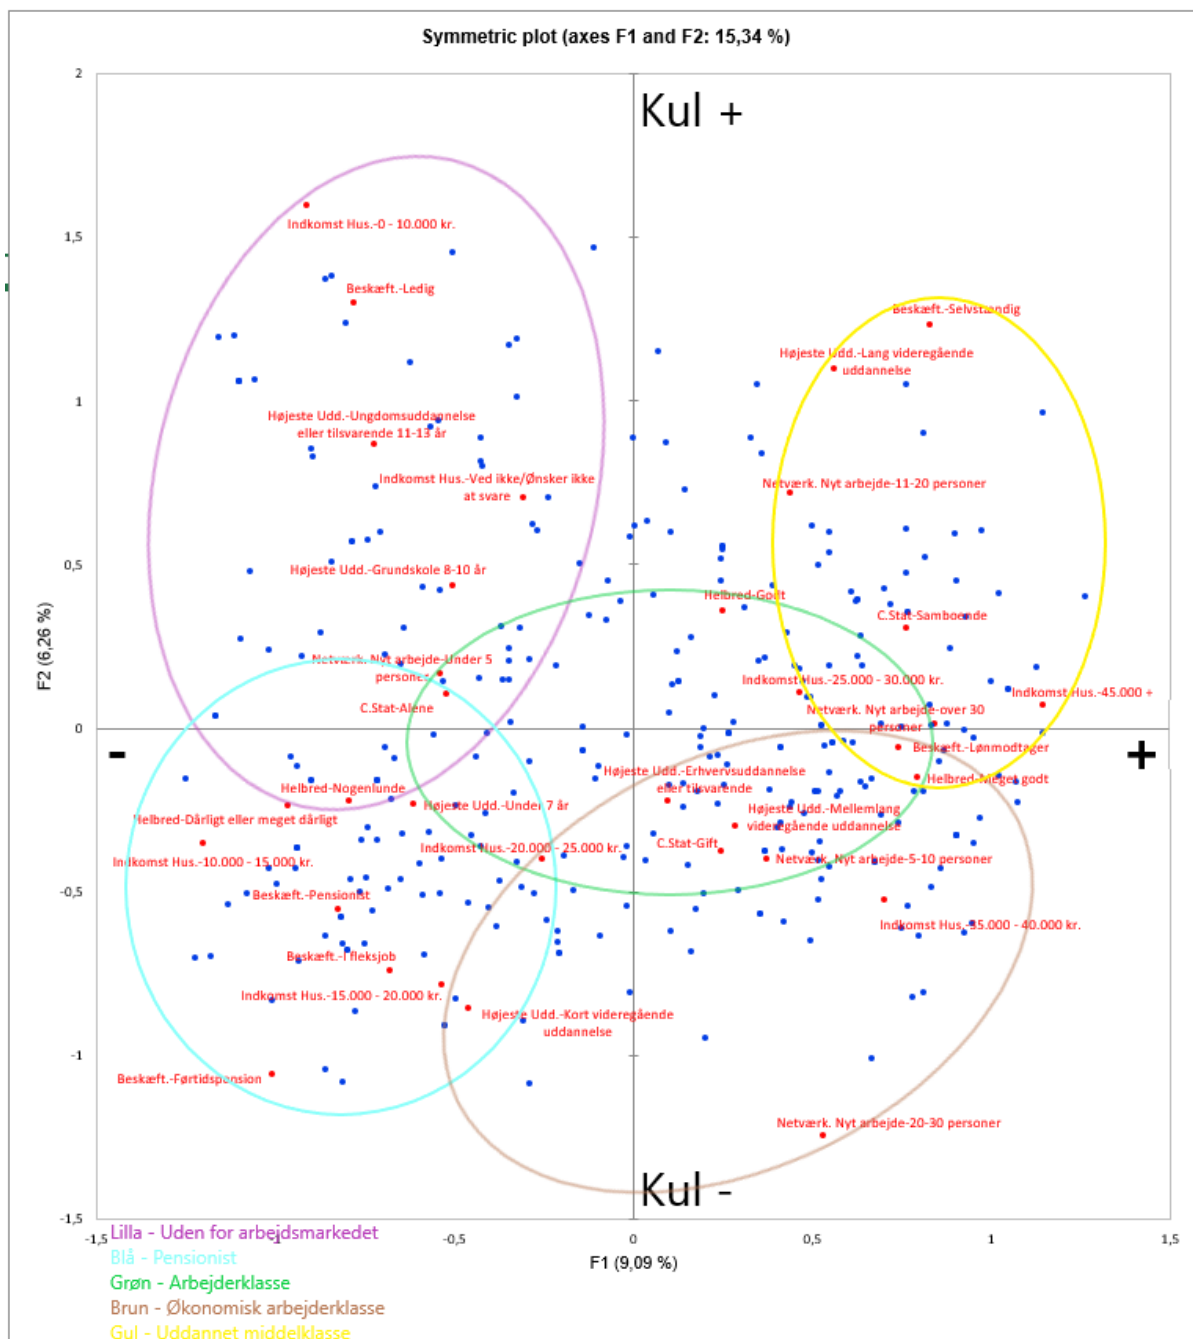 Symmetric plot (axes F1 and F2: 15,34 %)
2
Kul +
Indkomst Hus.-0 - 10.000 kr.
1,5
Beskæft.-Ledig
Beskæft.-Selvstændig
Højeste Udd.-Lang videregående
uddannelse
1
Højeste Udd.-Ungdomsuddannelse
eller tilsvarende 11-13 år
Indkomst Hus.-Ved ikke/Ønsker ikke
at svare
Netværk. Nyt arbejde-11-20 personer
0,5
Højeste Udd.-Grundskole 8-10 år
Helbred-Godt
C.Stat-Samboende
F2 (6,26 %)
Netværk. Nyt arbejde-Under 5
personer
Indkomst Hus.-25.000 - 30.000 kr.
Indkomst Hus.-45.000 +
C.Stat-Alene
Netværk. Nyt arbejde-over 30
personer
0
-
+
Beskæft.-Lønmodtager
Højeste Udd.-Erhvervsuddannelse
eller tilsvarende
Helbred-Meget godt
Helbred-Nogenlunde
Højeste Udd.-Under 7 år
Højeste Udd.-Mellemlang
videregående uddannelse
Helbred-Dårligt eller meget dårligt
C.Stat-Gift
Indkomst Hus.-20.000 - 25.000 kr.
Indkomst Hus.-10.000 - 15.000 kr.
Netværk. Nyt arbejde-5-10 personer
-0,5
Beskæft.-Pensionist
Indkomst Hus.-35.000 - 40.000 kr.
Beskæft.-I fleksjob
Indkomst Hus.-15.000 - 20.000 kr.
Højeste Udd.-Kort videregående
uddannelse
-1
Beskæft.-Førtidspension
Netværk. Nyt arbejde-20-30 personer
Kul -
-1,5
Lilla - Uden for arbejdsmarkedet
-1,5
-1
-0,5
0
0,5
1
1,5
Blå - Pensionist
F1 (9,09 %)
Grøn - Arbejderklasse
Brun - Økonomisk arbejderklasse
Gul - Uddannet middelklasse